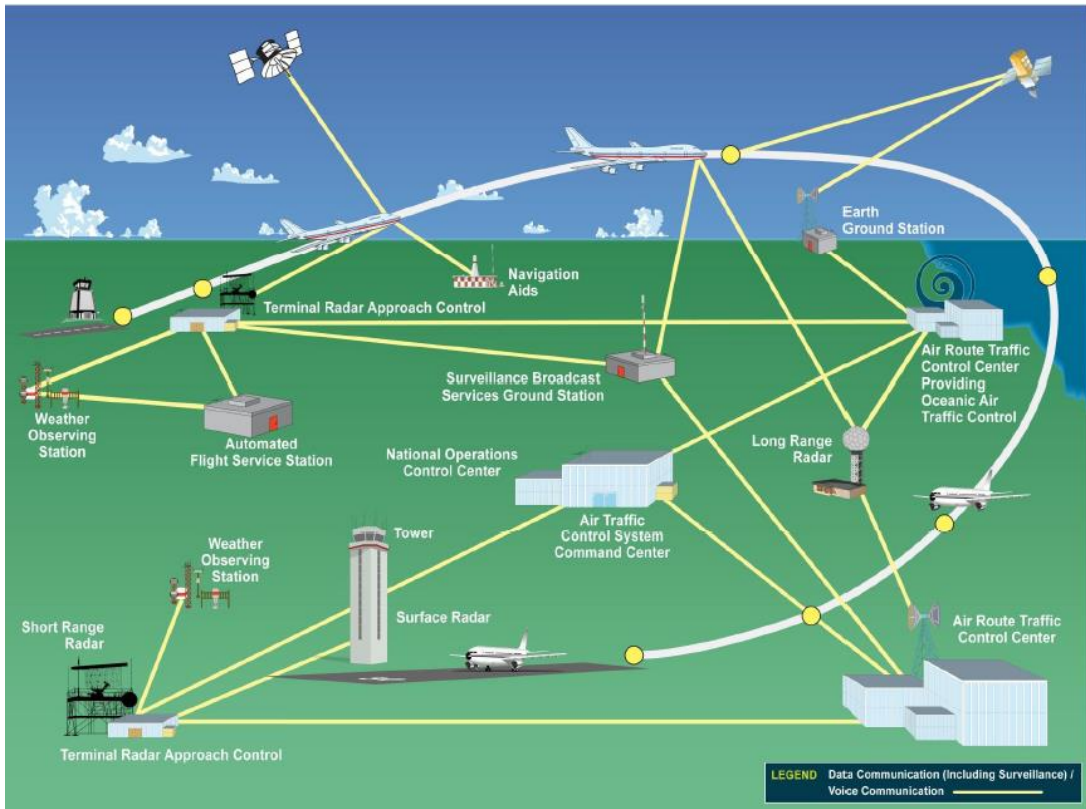 Earth
Ground Station
Navigation
Aids
Terminal Radar Approach Control
Air Route Traffic
Control Center
Providing
Oceanic Air
Traffic Control
Surveillance Broadcast
Services Ground Station
Weather
Observing
Station
Automated
Flight Service Station
Long Range
Radar
National Operations
Control Center
Air Traffic
Control System
Command Center
Tower
Weather
Observing
Station
Surface Radar
Short Range
Radar
Air Route Traffic
Control Center
Terminal Radar Approach Control
LEGEND Data Communication (Including Surveillance) /
Voice Communication